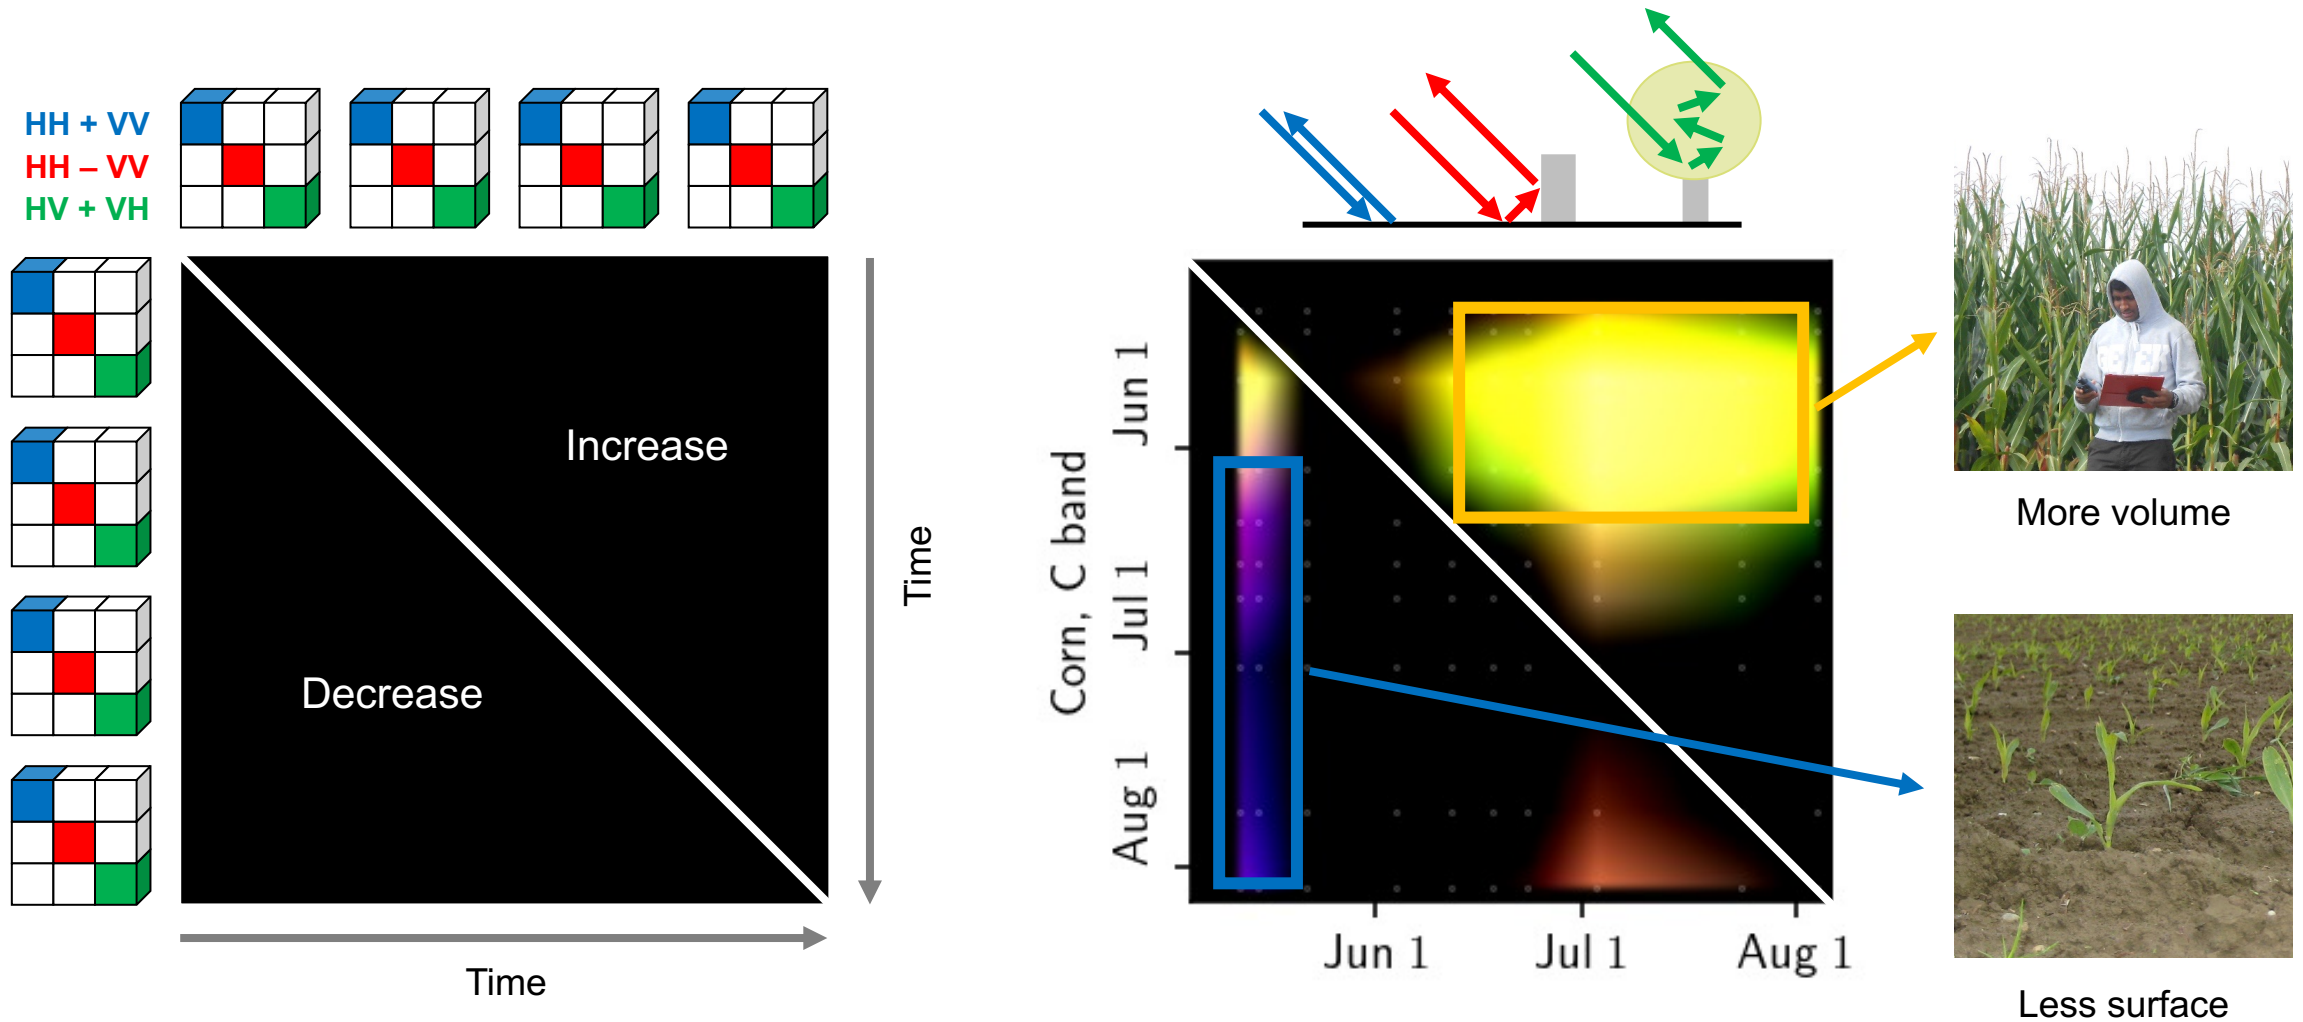 HH + VV
HH – VV
HV + VH
Increase
Decrease
Time
Time
Corn, C band
Jun 1
Jul 1
Aug 1
Jun 1
Jul 1
Aug 1
More volume
Less surface